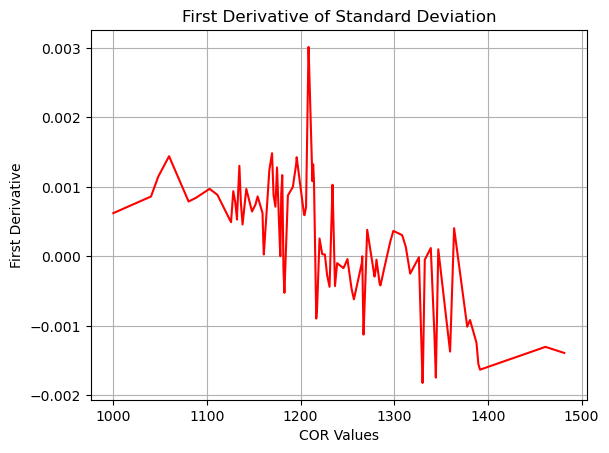 First Derivative of Standard Deviation
0.003
0.002
0.001
0.000
−0.001
−0.002
First Derivative
1000 1100 1200 1300 1400 1500
COR Values